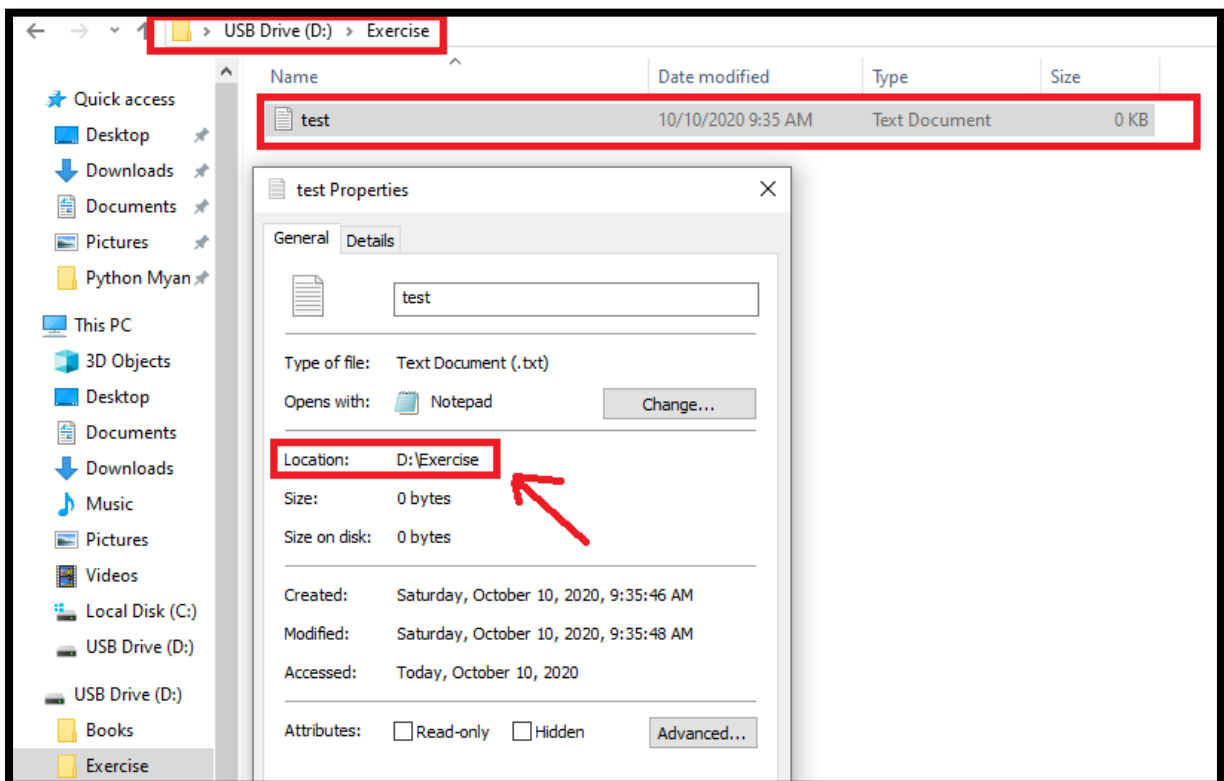 USB Drive (D:) > Exercise
Name Date modified Type Size
test 10/10/2020 9:35 AM Text Document 0 KB
Quick access
Desktop
Downloads
Documents
Pictures
Python Myan
This PC
3D Objects
Desktop
Documents
Downloads
Music
Pictures
Videos
Local Disk (C:)
USB Drive (D:)
USB Drive (D:)
Books
Exercise
test Properties
General Details
test
Type of file: Text Document (.txt)
Opens with: Notepad Change...
Location: D:\Exercise
Size: 0 bytes
Size on disk: 0 bytes
Created: Saturday, October 10, 2020, 9:35:46 AM
Modified: Saturday, October 10, 2020, 9:35:48 AM
Accessed: Today, October 10, 2020
Attributes: Read-only Hidden Advanced...